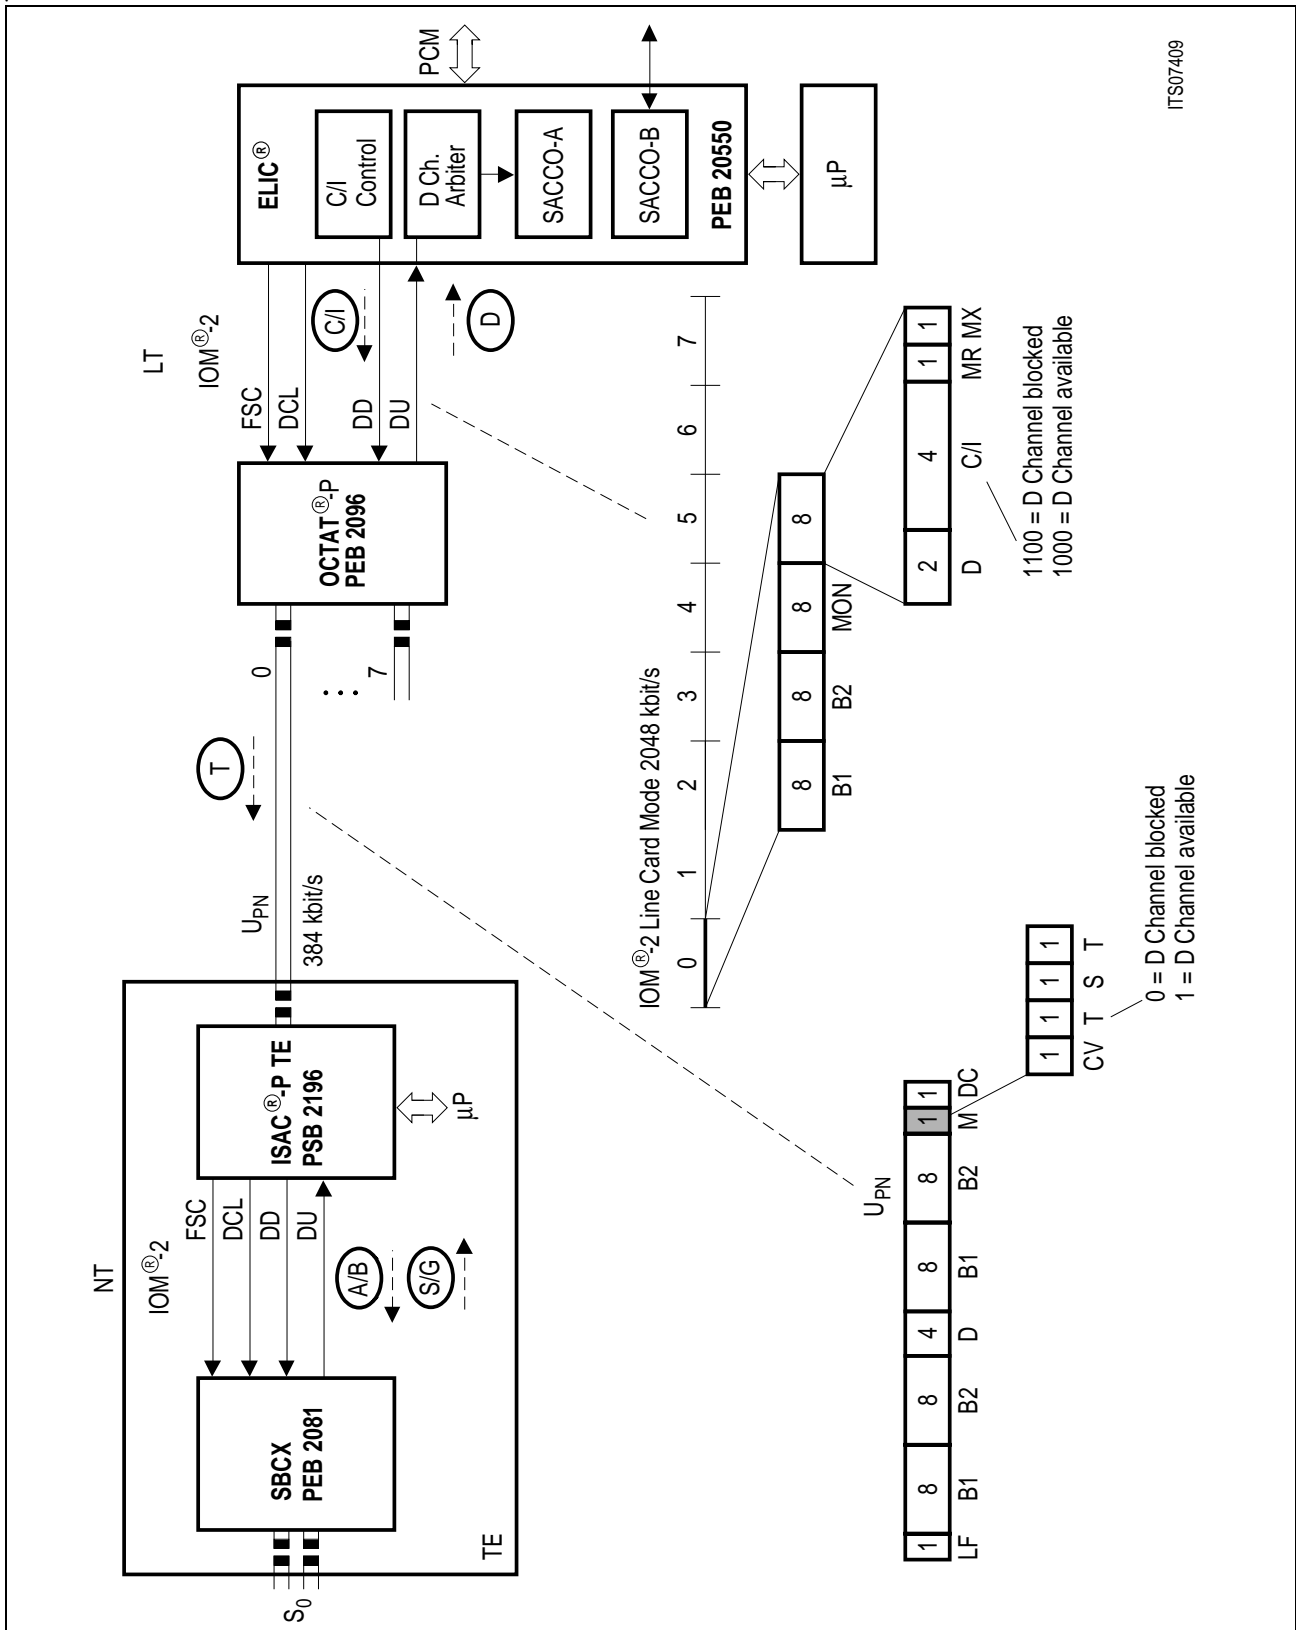 NT
IOM®-2
FSC
DCL
DD
DU
A/B
S/G
SBCX
PEB 2081
ISAC®-P TE
PSB 2196
µP
S0
TE
UPN
384 kbit/s
T
0
...
7
OCTAT®-P
PEB 2096
LT
IOM®-2
FSC
DCL
DD
DU
C/I
D
ELIC®
C/I
Control
D Ch.
Arbiter
SACCO-A
SACCO-B
PEB 20550
PCM
µP
IOM®-2 Line Card Mode 2048 kbit/s
0 1 2 3 4 5 6 7
8 8 8 8
B1 B2 MON
2 4 1 1
D C/I MR MX
1100 = D Channel blocked
1000 = D Channel available
UPN
1 8 8 4 8 8 1 1
LF B1 B2 D B1 B2 M DC
1 1 1 1
CV T S T
0 = D Channel blocked
1 = D Channel available
ITS07409